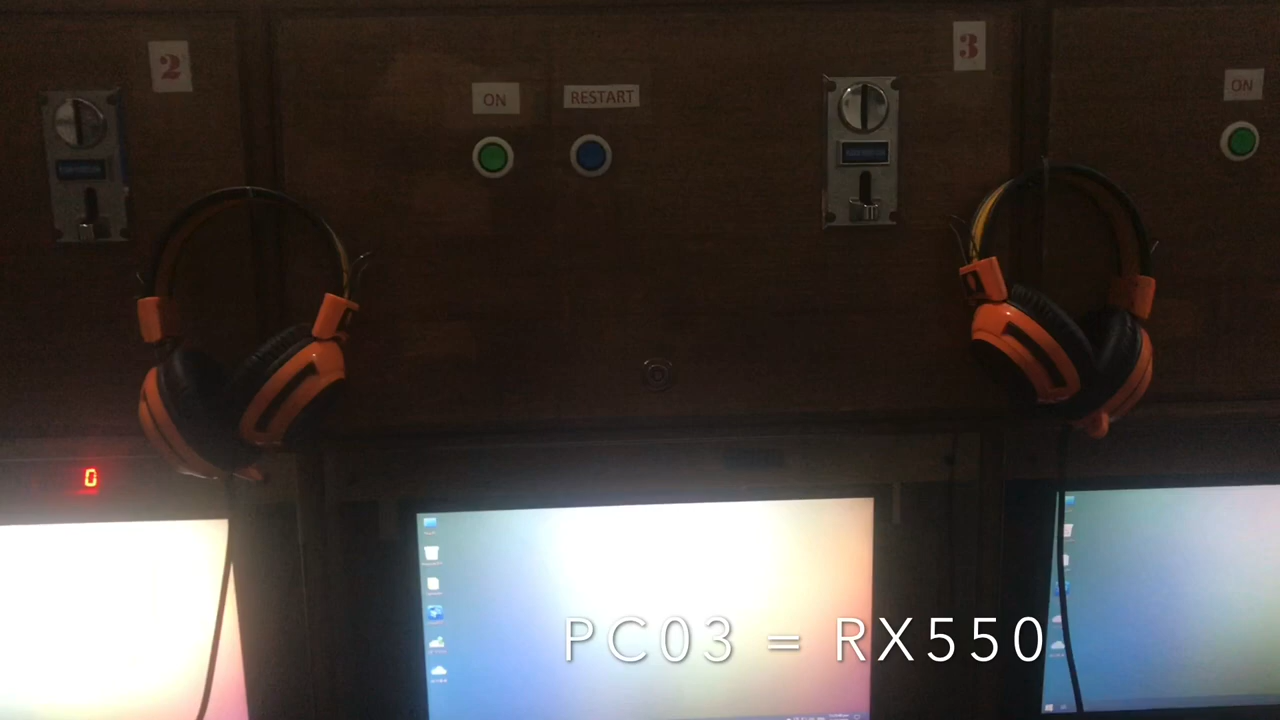 2
3
ON
RESTART
ON
0
PC03 = RX550